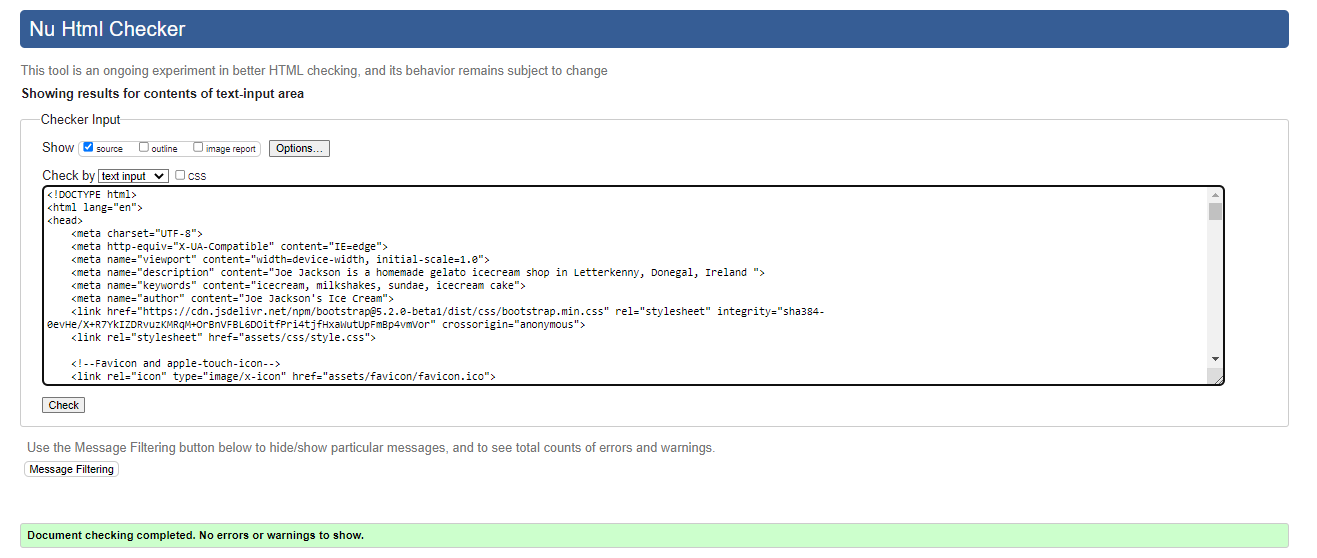 Nu Html Checker
This tool is an ongoing experiment in better HTML checking, and its behavior remains subject to change
Showing results for contents of text-input area
Checker Input
Show source outline image report Options...
Check by text input css
<!DOCTYPE html>
<html lang="en">
<head>
    <meta charset="UTF-8">
    <meta http-equiv="X-UA-Compatible" content="IE=edge">
    <meta name="viewport" content="width=device-width, initial-scale=1.0">
    <meta name="description" content="Joe Jackson is a homemade gelato icecream shop in Letterkenny, Donegal, Ireland ">
    <meta name="keywords" content="icecream, milkshakes, sundae, icecream cake">
    <meta name="author" content="Joe Jackson's Ice Cream">
    <link href="https://cdn.jsdelivr.net/npm/bootstrap@5.2.0-beta1/dist/css/bootstrap.min.css" rel="stylesheet" integrity="sha384-
0evHe/X+R7YkIZDRvuzKMRqM+OrBnVFBL6DOitfPri4tjfHxaWutUpFmBp4vmVor" crossorigin="anonymous">
    <link rel="stylesheet" href="assets/css/style.css">
    <!--Favicon and apple-touch-icon-->
    <link rel="icon" type="image/x-icon" href="assets/favicon/favicon.ico">
Check
Use the Message Filtering button below to hide/show particular messages, and to see total counts of errors and warnings.
Message Filtering
Document checking completed. No errors or warnings to show.